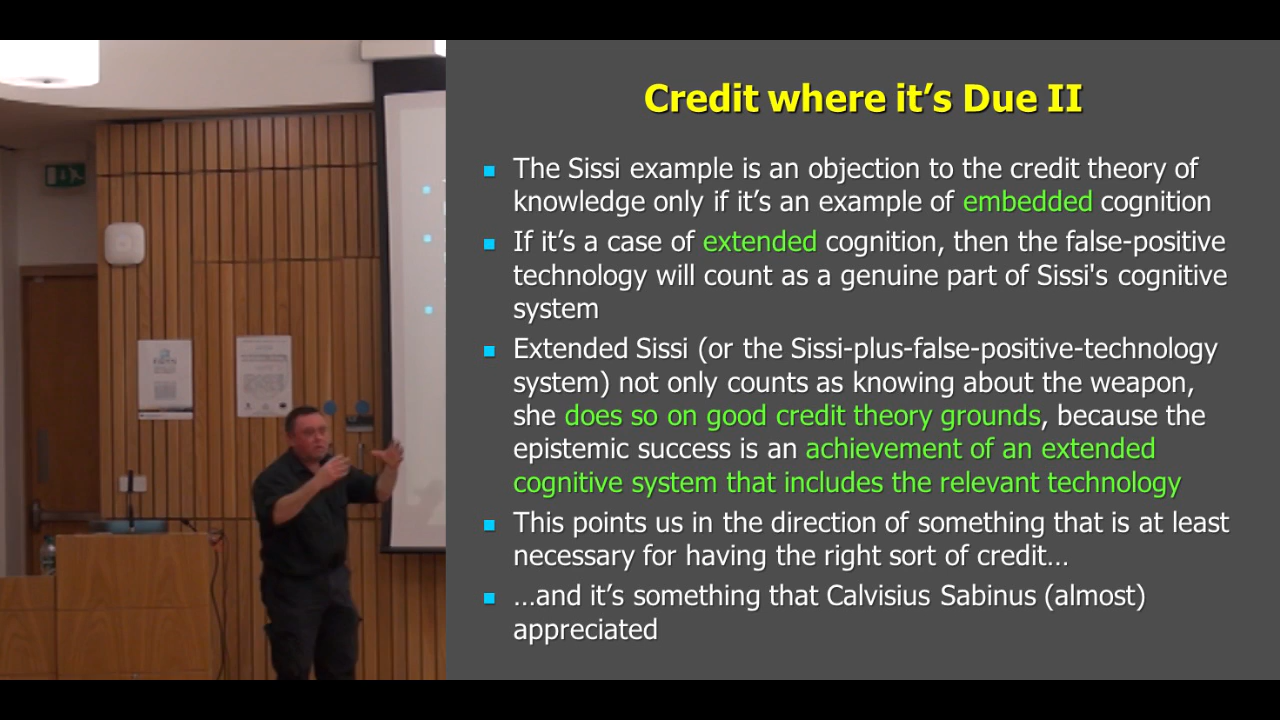 Credit where it's Due II
The Sissi example is an objection to the credit theory of
knowledge only if it's an example of embedded cognition
If it's a case of extended cognition, then the false-positive
technology will count as a genuine part of Sissi's cognitive
system
Extended Sissi (or the Sissi-plus-false-positive-technology
system) not only counts as knowing about the weapon,
she does so on good credit theory grounds, because the
epistemic success is an achievement of an extended
cognitive system that includes the relevant technology
This points us in the direction of something that is at least
necessary for having the right sort of credit…
…and it's something that Calvisius Sabinus (almost)
appreciated